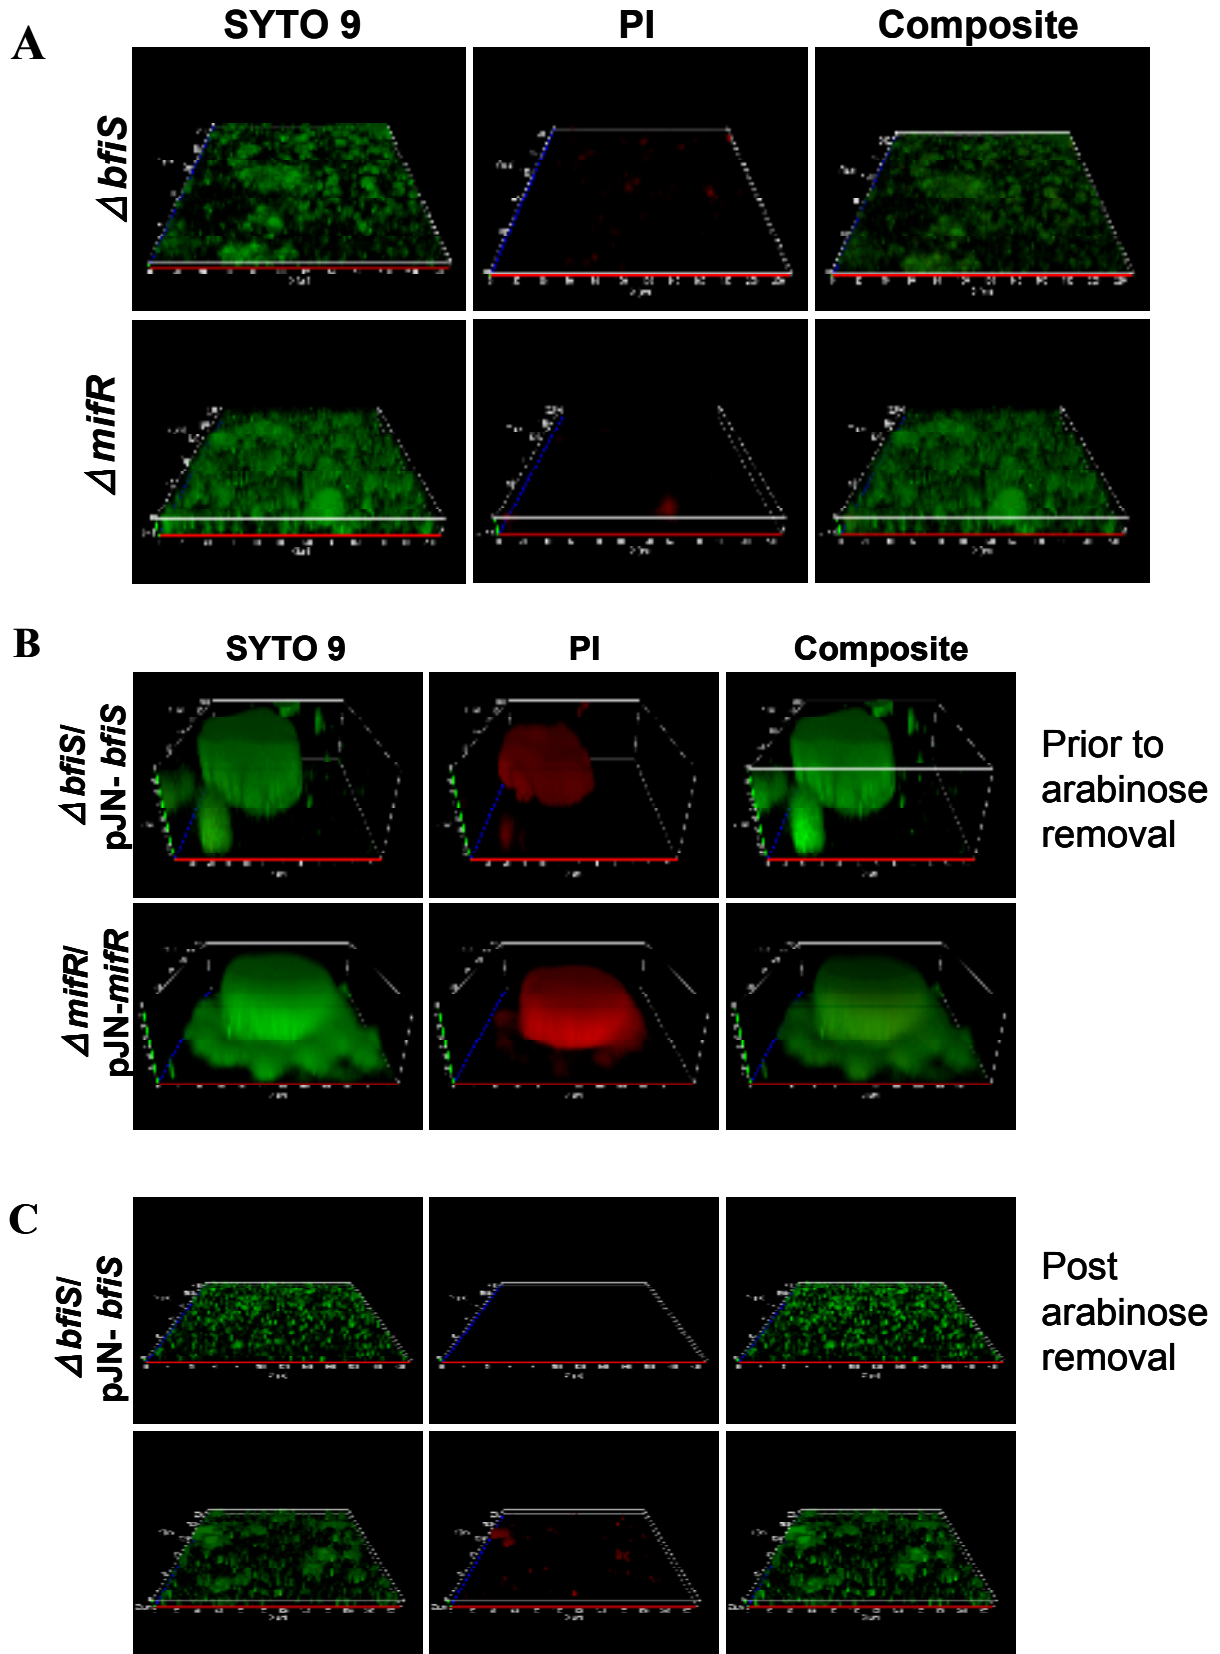 A
SYTO 9 PI Composite
Δ bfiS
Δ mifR
B
SYTO 9 PI Composite
Δ bfiS/
pJN- bfiS
Prior to
arabinose
removal
Δ mifR/
pJN-mifR
C
Δ bfiS/
pJN- bfiS
Post
arabinose
removal